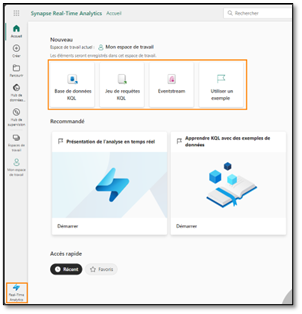 Synapse Real-Time Analytics Accueil
Rechercher
Accueil
Créer
Parcourir
Hub de données...
Hub de supervision
Espaces de travail
Mon espace de travail
Real-Time Analytics
Nouveau
Espace de travail actuel : Mon espace de travail
Les éléments seront enregistrés dans cet espace de travail.
Base de données
KQL
Jeu de requêtes
KQL
Eventstream
Utiliser un
exemple
Recommandé
Présentation de l'analyse en temps réel
Démarrer
Apprendre KQL avec des exemples de
données
Démarrer
Accès rapide
Récent
Favoris